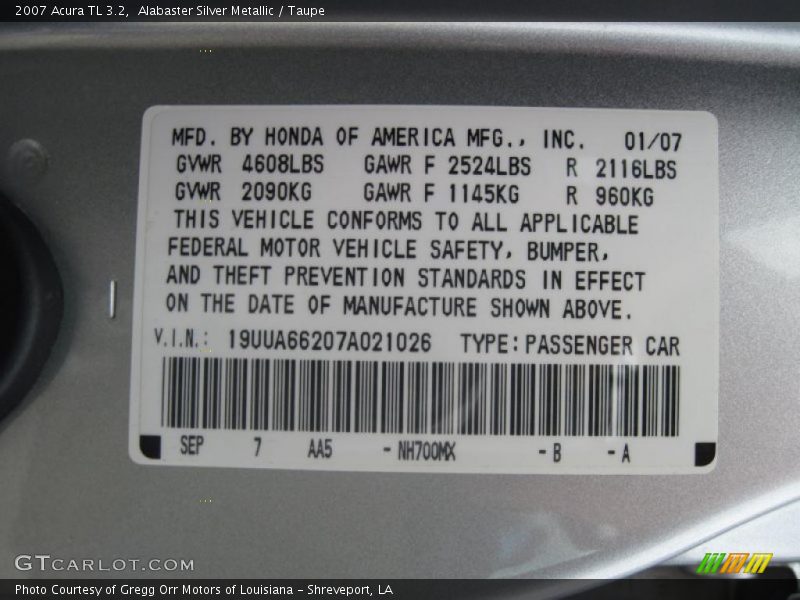 2007 Acura TL 3.2,  Alabaster Silver Metallic / Taupe
MFD. BY HONDA OF AMERICA MFG., INC. 01/07
GVWR 4608LBS GAWR F 2524LBS R 2116LBS
GVWR 2090KG GAWR F 1145KG R 960KG
THIS VEHICLE CONFORMS TO ALL APPLICABLE
FEDERAL MOTOR VEHICLE SAFETY, BUMPER,
AND THEFT PREVENTION STANDARDS IN EFFECT
ON THE DATE OF MANUFACTURE SHOWN ABOVE.
V.I.N.: 19UUA66207A021026 TYPE:PASSENGER CAR
SEP 7 AA5 -NH700MX -B -A
GTCARLOT.COM
Photo Courtesy of Gregg Orr Motors of Louisiana – Shreveport, LA